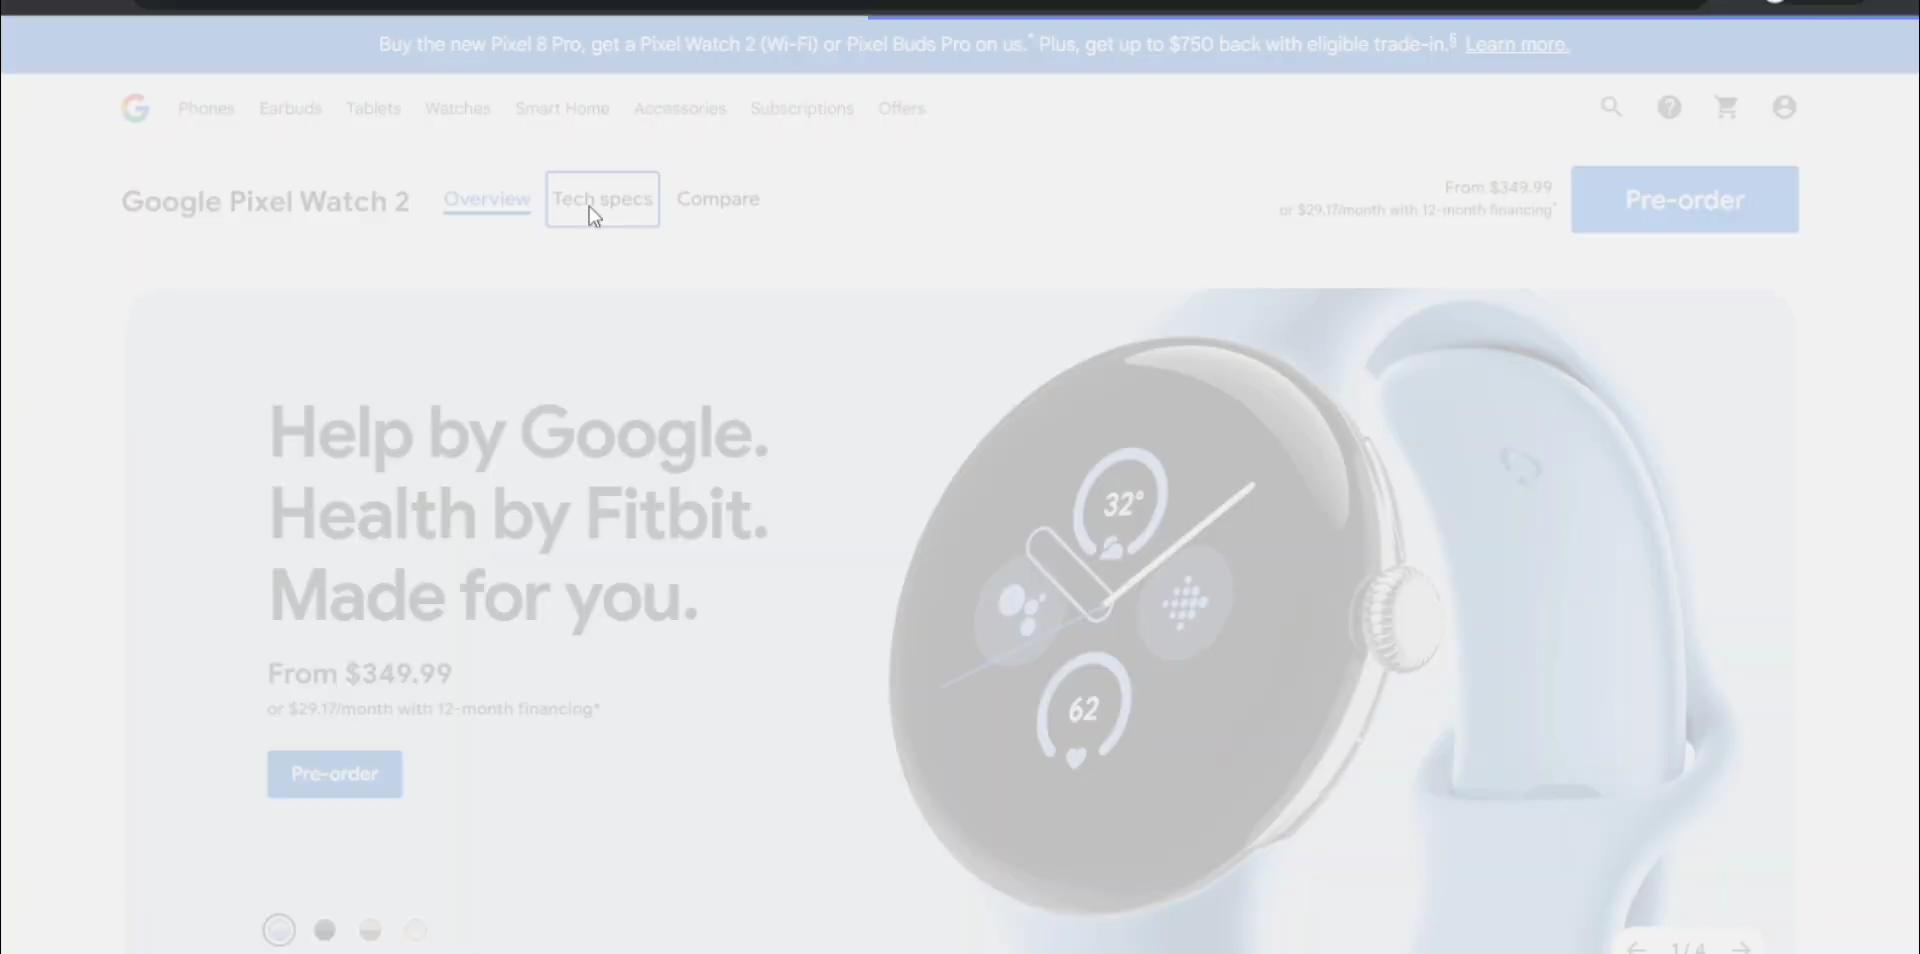 Buy the new Pixel 8 Pro, get a Pixel Watch 2 (Wi-Fi) or Pixel Buds Pro on us.* Plus, get up to $750 back with eligible trade-in.§ Learn more.
Phones Earbuds Tablets Watches Smart Home Accessories Subscriptions Offers
Google Pixel Watch 2 Overview Tech specs Compare
From $349.99
or $29.17/month with 12-month financing*
Pre-order
Help by Google.
Health by Fitbit.
Made for you.
From $349.99
or $29.17/month with 12-month financing*
Pre-order
32°
62
1 / 4